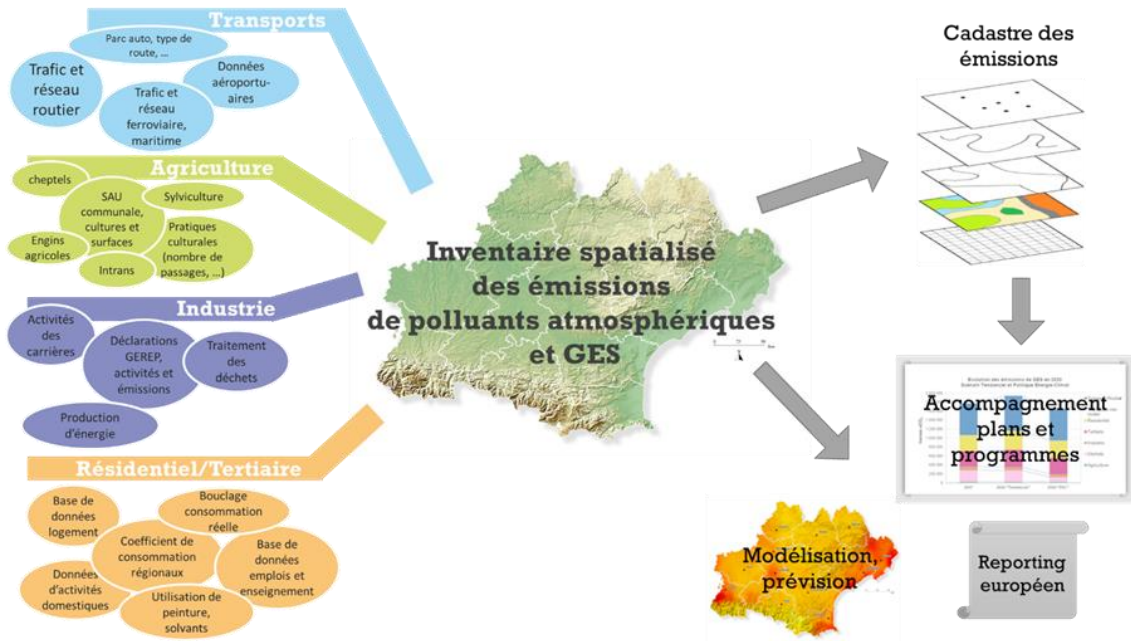 Transports
Parc auto, type de
route, ...
Trafic et
réseau
routier
Données
aéroportu-
aires
Trafic et
réseau
ferroviaire,
maritime
Agriculture
cheptels
SAU
communale,
cultures et
surfaces
Sylviculture
Engins
agricoles
Pratiques
culturales
(nombre de
passages, ...)
Intrans
Industrie
Activités
des
carrières
Déclarations
GEREP,
activités et
émissions
Traitement
des
déchets
Production
d'énergie
Résidentiel/Tertiaire
Base de
données
logement
Bouclage
consommation
réelle
Coefficient de
consommation
régionaux
Base de
données
emplois et
enseignement
Données
d'activités
domestiques
Utilisation de
peinture,
solvants
Inventaire spatialisé
des émissions
de polluants atmosphériques
et GES
Cadastre des
émissions
Accompagnement
plans et
programmes
Modélisation,
prévision
Reporting
européen